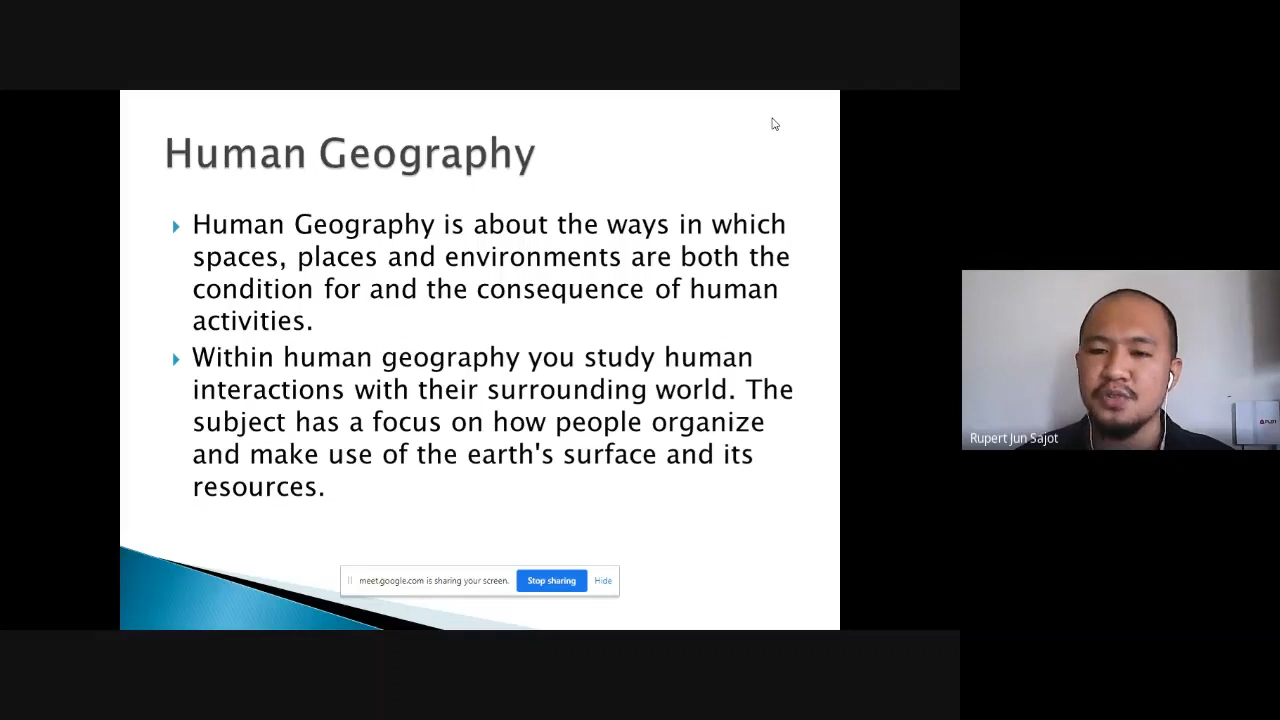 Human Geography
Human Geography is about the ways in which
spaces, places and environments are both the
condition for and the consequence of human
activities.
Within human geography you study human
interactions with their surrounding world. The
subject has a focus on how people organize
and make use of the earth's surface and its
resources.
meet.google.com is sharing your screen.
Stop sharing
Hide
Rupert Jun Sajot
PLDT